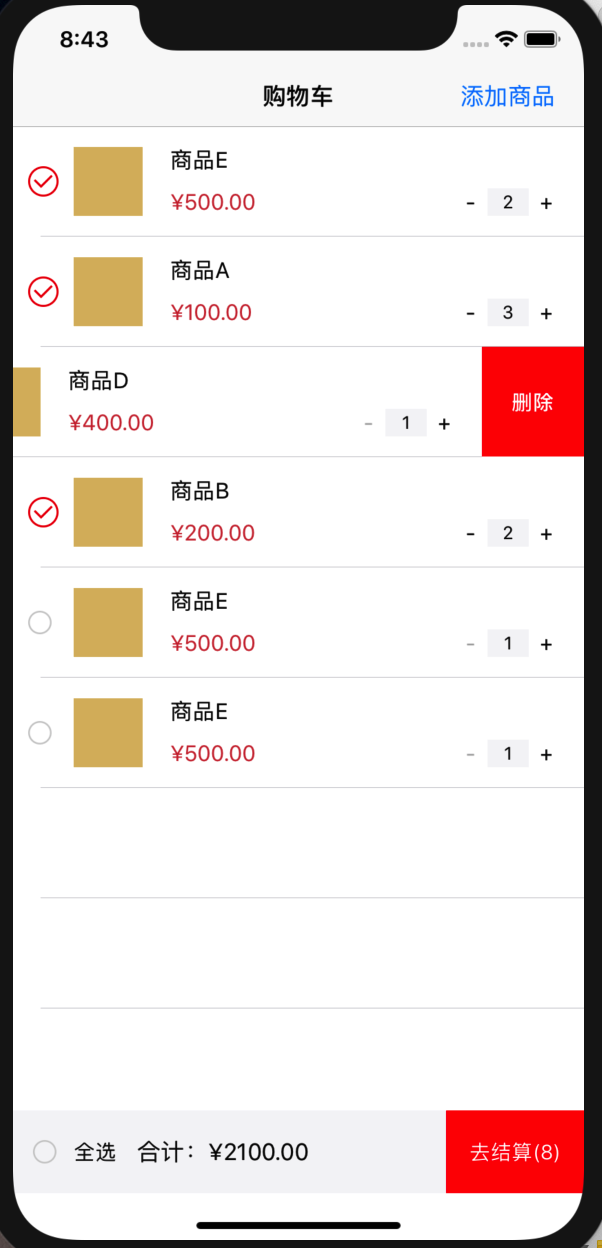 8:43
购物车 添加商品
商品E
¥500.00 - 2 +
商品A
¥100.00 - 3 +
商品D
¥400.00 - 1 + 删除
商品B
¥200.00 - 2 +
商品E
¥500.00 - 1 +
商品E
¥500.00 - 1 +
全选 合计：¥2100.00 去结算(8)